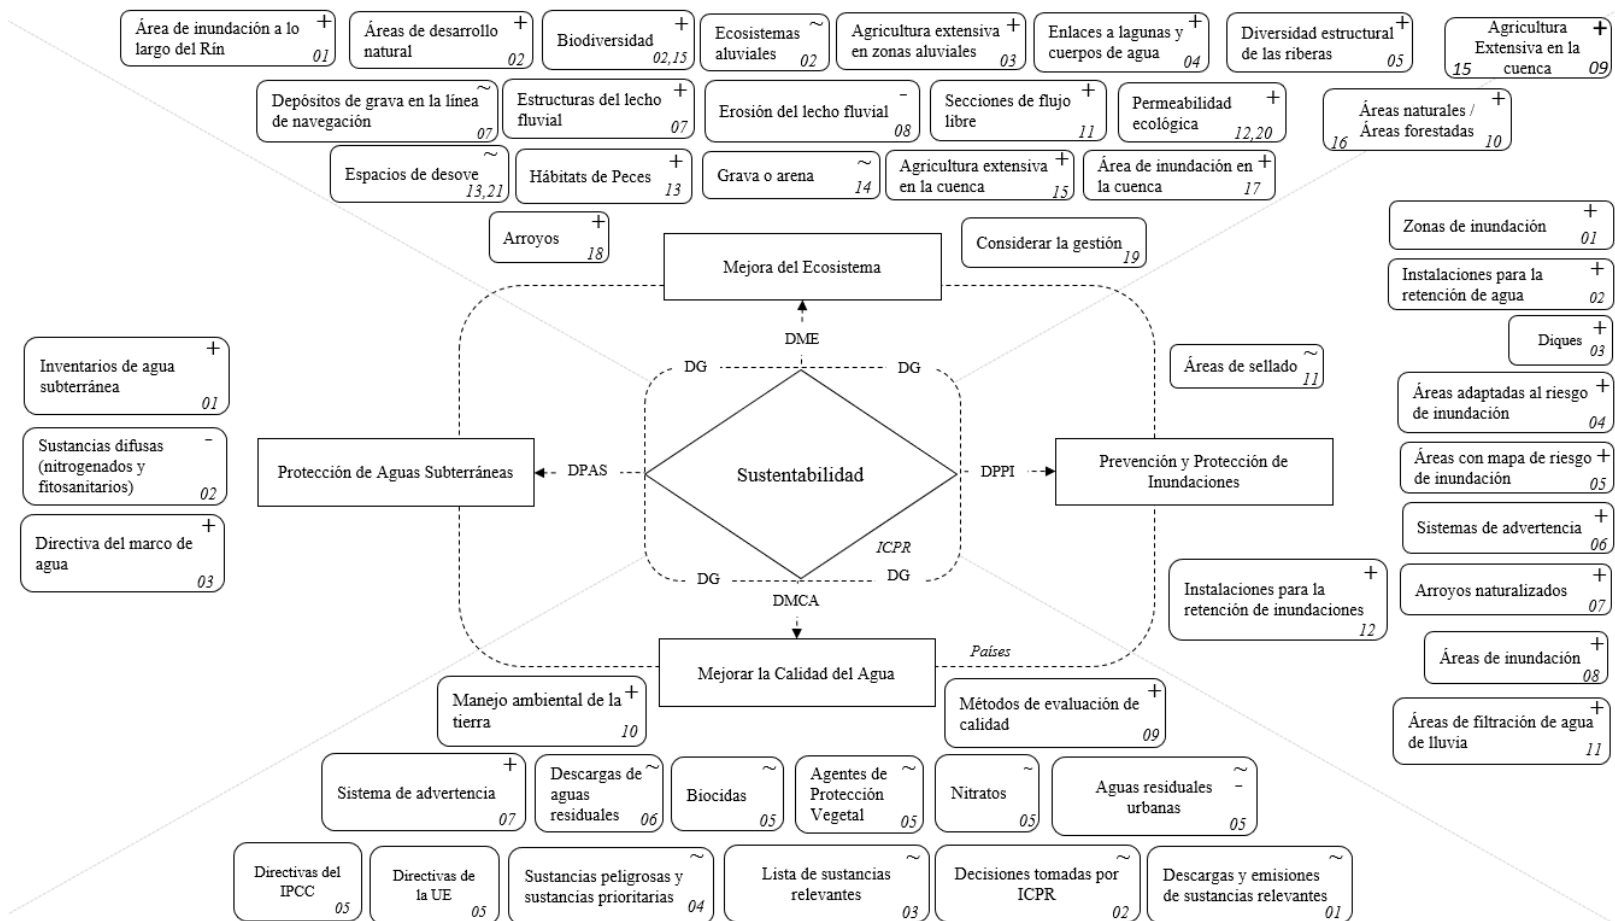 Área de inundación a lo
largo del Rín
+
01
Áreas de desarrollo
natural
+
02
Biodiversidad
+
02,15
Ecosistemas
aluviales
~
02
Agricultura extensiva
en zonas aluviales
+
03
Enlaces a lagunas y
cuerpos de agua
+
04
Diversidad estructural
de las riberas
+
05
Agricultura
Extensiva en la
cuenca
+
15
09
Depósitos de grava en la línea
de navegación
~
07
Estructuras del lecho
fluvial
+
07
Erosión del lecho fluvial
-
08
Secciones de flujo
libre
+
11
Permeabilidad
ecológica
+
12,20
Áreas naturales /
Áreas forestadas
+
16
10
Espacios de desove
~
13,21
Hábitats de Peces
+
13
Grava o arena
~
14
Agricultura extensiva
en la cuenca
+
15
Área de inundación en
la cuenca
+
17
Arroyos
+
18
Mejora del Ecosistema
Considerar la gestión
19
Zonas de inundación
+
01
Instalaciones para la
retención de agua
+
02
Diques
+
03
Áreas de sellado
~
11
Áreas adaptadas al riesgo
de inundación
+
04
Áreas con mapa de riesgo
de inundación
+
05
Sistemas de advertencia
+
06
Arroyos naturalizados
+
07
Instalaciones para la
retención de inundaciones
+
12
Áreas de inundación
+
08
Áreas de filtración de agua
de lluvia
+
11
Inventarios de agua
subterránea
+
01
Sustancias difusas
(nitrogenados y
fitosanitarios)
-
02
Directiva del marco de
agua
+
03
DME
DG
DG
Protección de Aguas Subterráneas
DPAS
Sustentabilidad
DPPI
Prevención y Protección de
Inundaciones
ICPR
DG
DG
DMCA
Mejorar la Calidad del Agua
Países
Manejo ambiental de la
tierra
+
10
Métodos de evaluación de
calidad
+
09
Sistema de advertencia
+
07
Descargas de
aguas
residuales
~
06
Biocidas
~
05
Agentes de
Protección
Vegetal
~
05
Nitratos
~
05
Aguas residuales
urbanas
~
-
05
Directivas del
IPCC
05
Directivas de
la UE
05
Sustancias peligrosas y
sustancias prioritarias
~
04
Lista de sustancias
relevantes
~
03
Decisiones tomadas por
ICPR
~
02
Descargas y emisiones
de sustancias relevantes
~
01